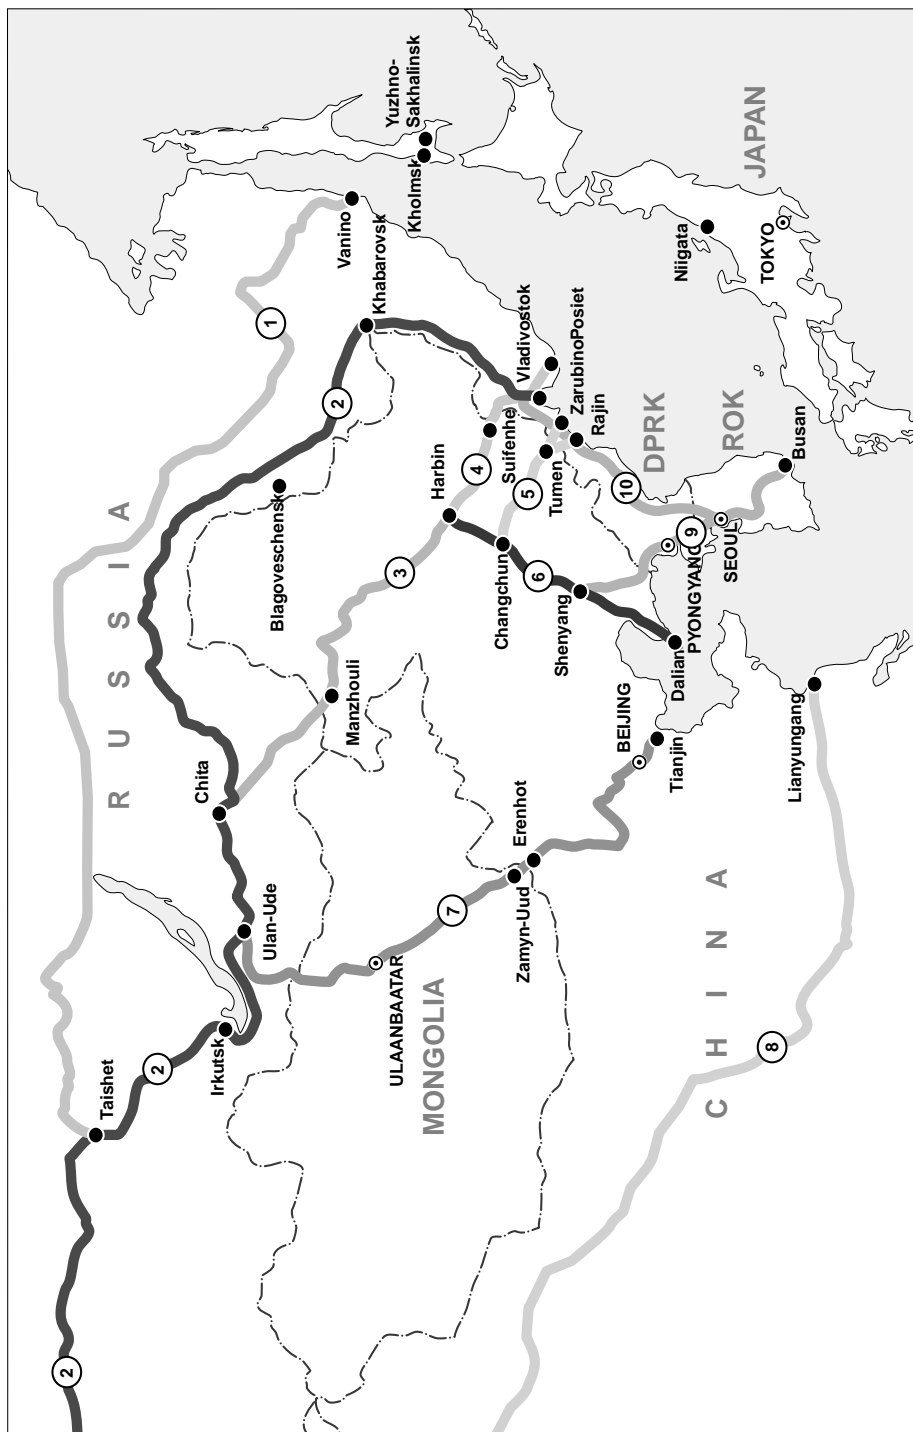 Yuzhno-
Sakhalinsk
Kholmsk
JAPAN
Vanino
Khabarovsk
Niigata
TOKYO
1
2
Vladivostok
ZarubinoPosiet
Rajin
DPRK
ROK
Busan
Suifenhe
4
Tumen
5
10
Harbin
Blagoveschensk
RUSSIA
3
Changchun
6
Shenyang
9
SEOUL
PYONGYANG
Dalian
Manzhouli
BEIJING
Tianjin
Lianyungang
Chita
Erenhot
Zamyn-Uud
Ulan-Ude
7
ULAANBAATAR
MONGOLIA
CHINA
8
Irkutsk
2
Taishet
2